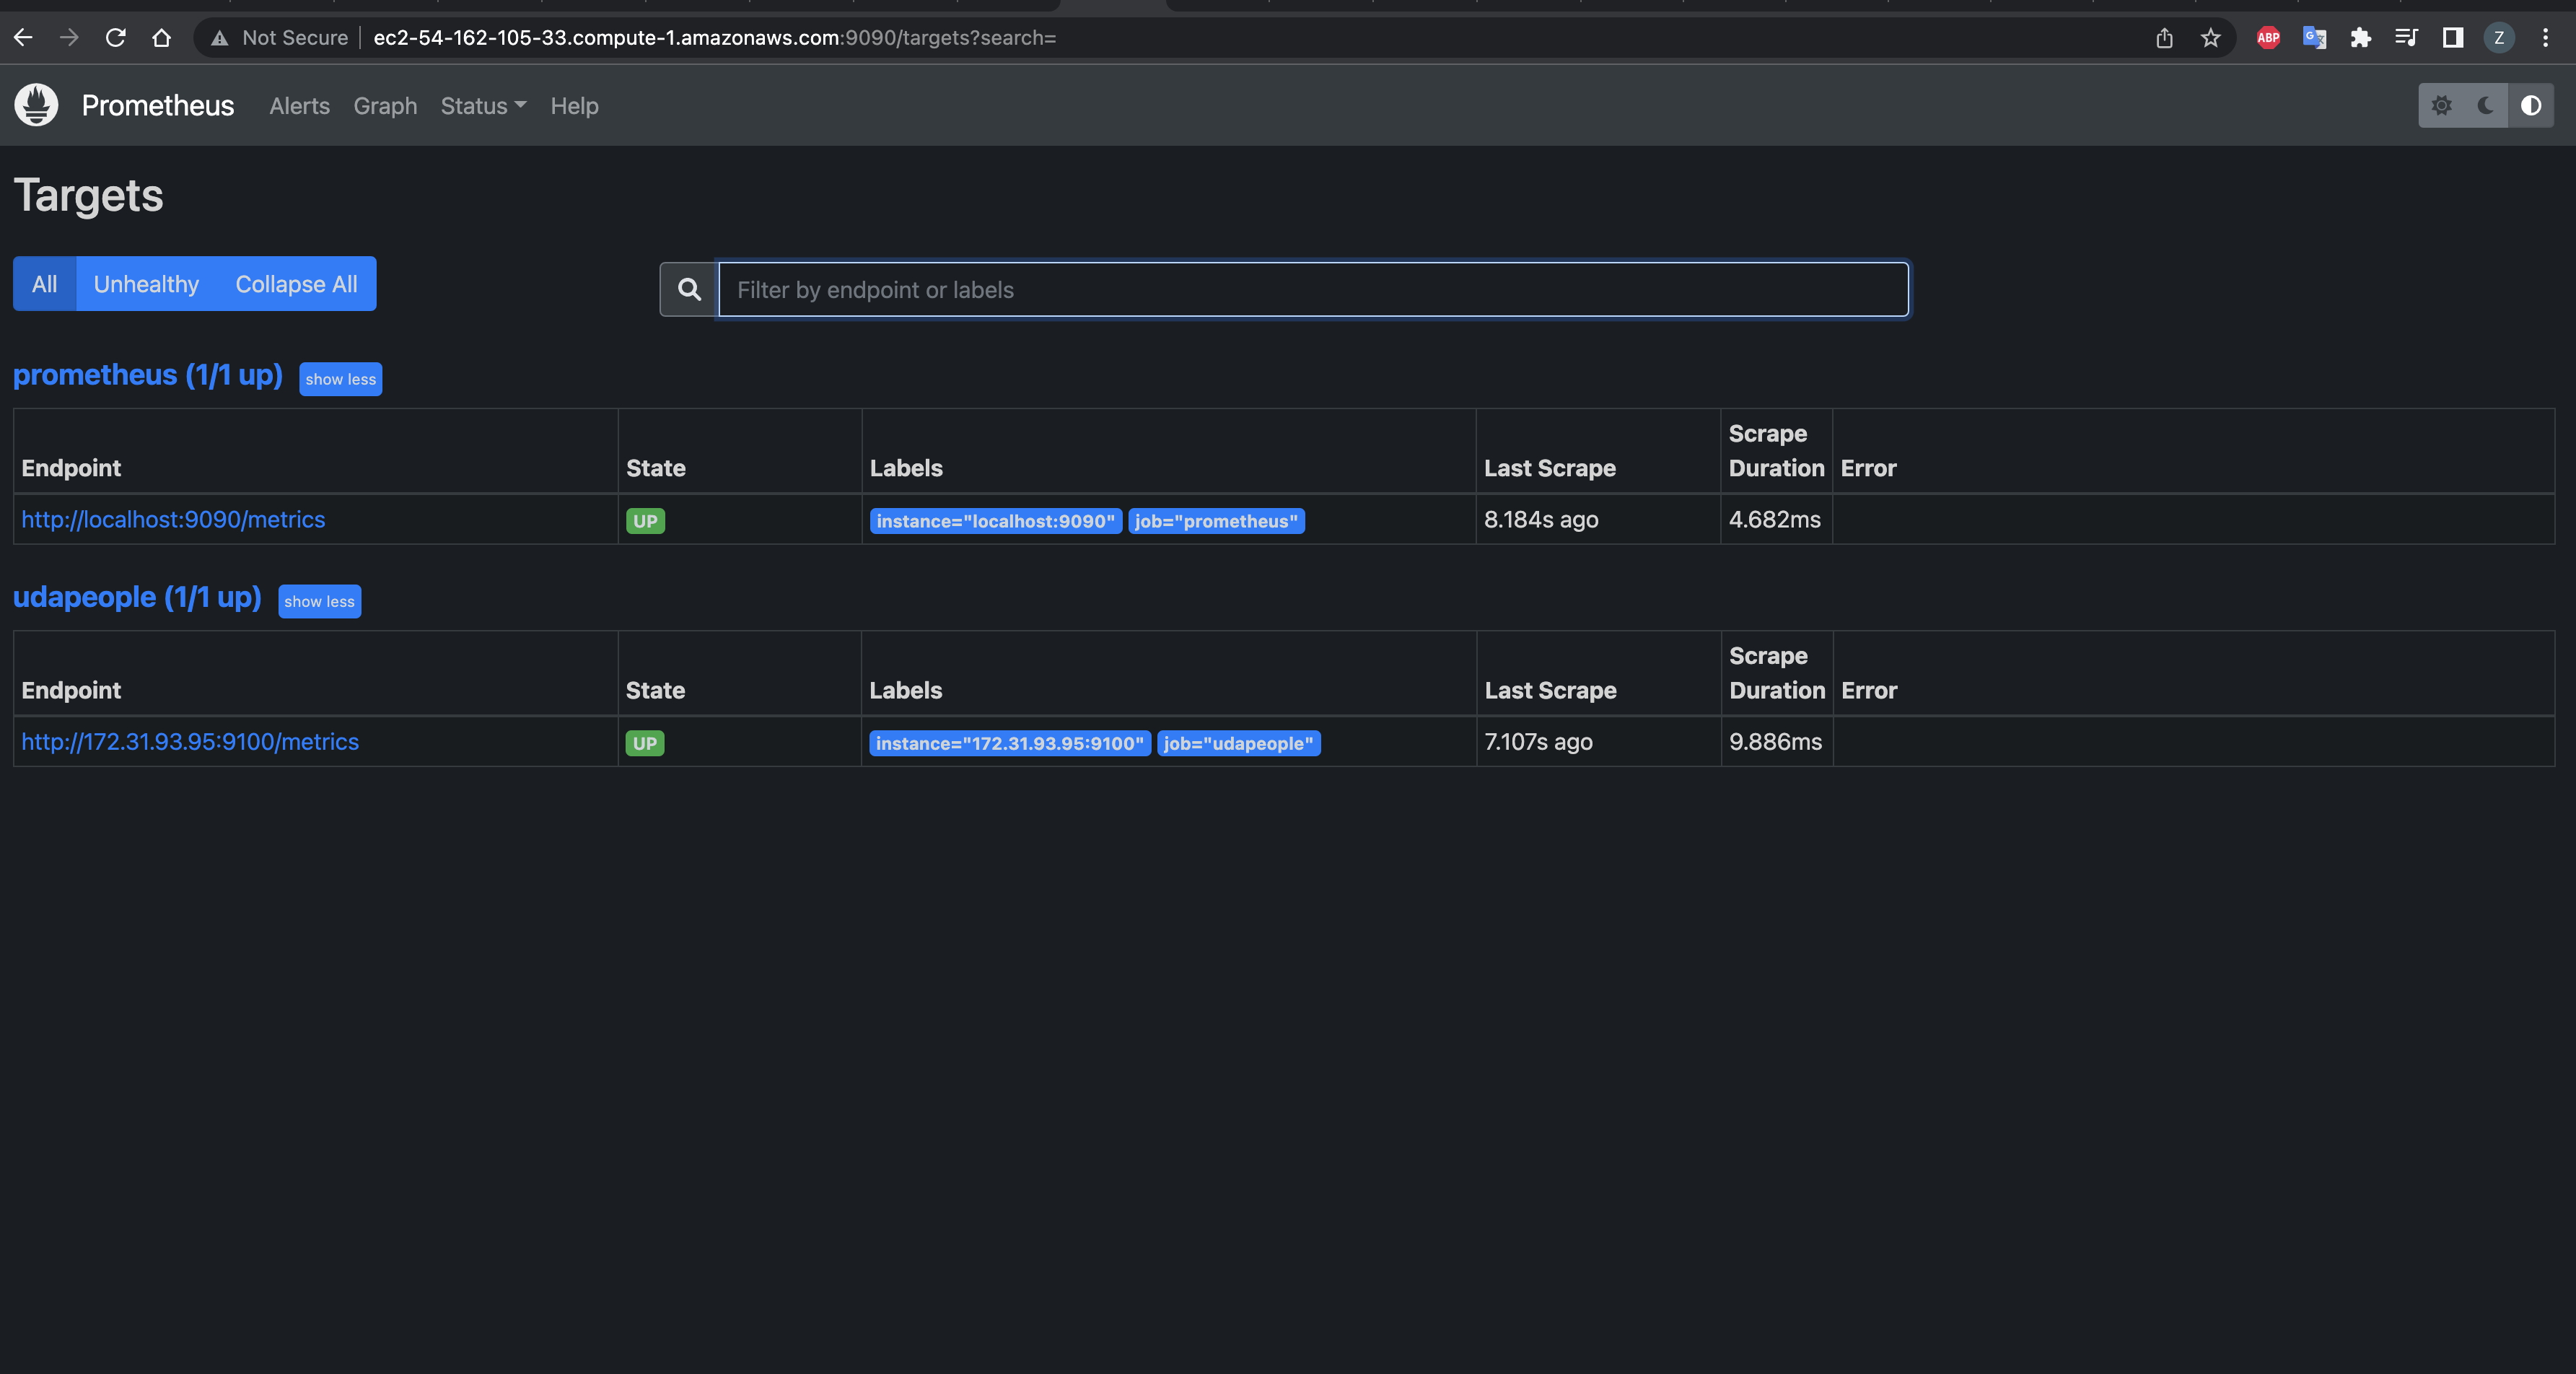 Not Secure | ec2-54-162-105-33.compute-1.amazonaws.com:9090/targets?search=
ABP
G
Z
Prometheus Alerts Graph Status Help
Targets
All Unhealthy Collapse All
Filter by endpoint or labels
prometheus (1/1 up) show less
Endpoint State Labels Last Scrape Scrape Duration Error
http://localhost:9090/metrics UP instance="localhost:9090" job="prometheus" 8.184s ago 4.682ms
udapeople (1/1 up) show less
Endpoint State Labels Last Scrape Scrape Duration Error
http://172.31.93.95:9100/metrics UP instance="172.31.93.95:9100" job="udapeople" 7.107s ago 9.886ms